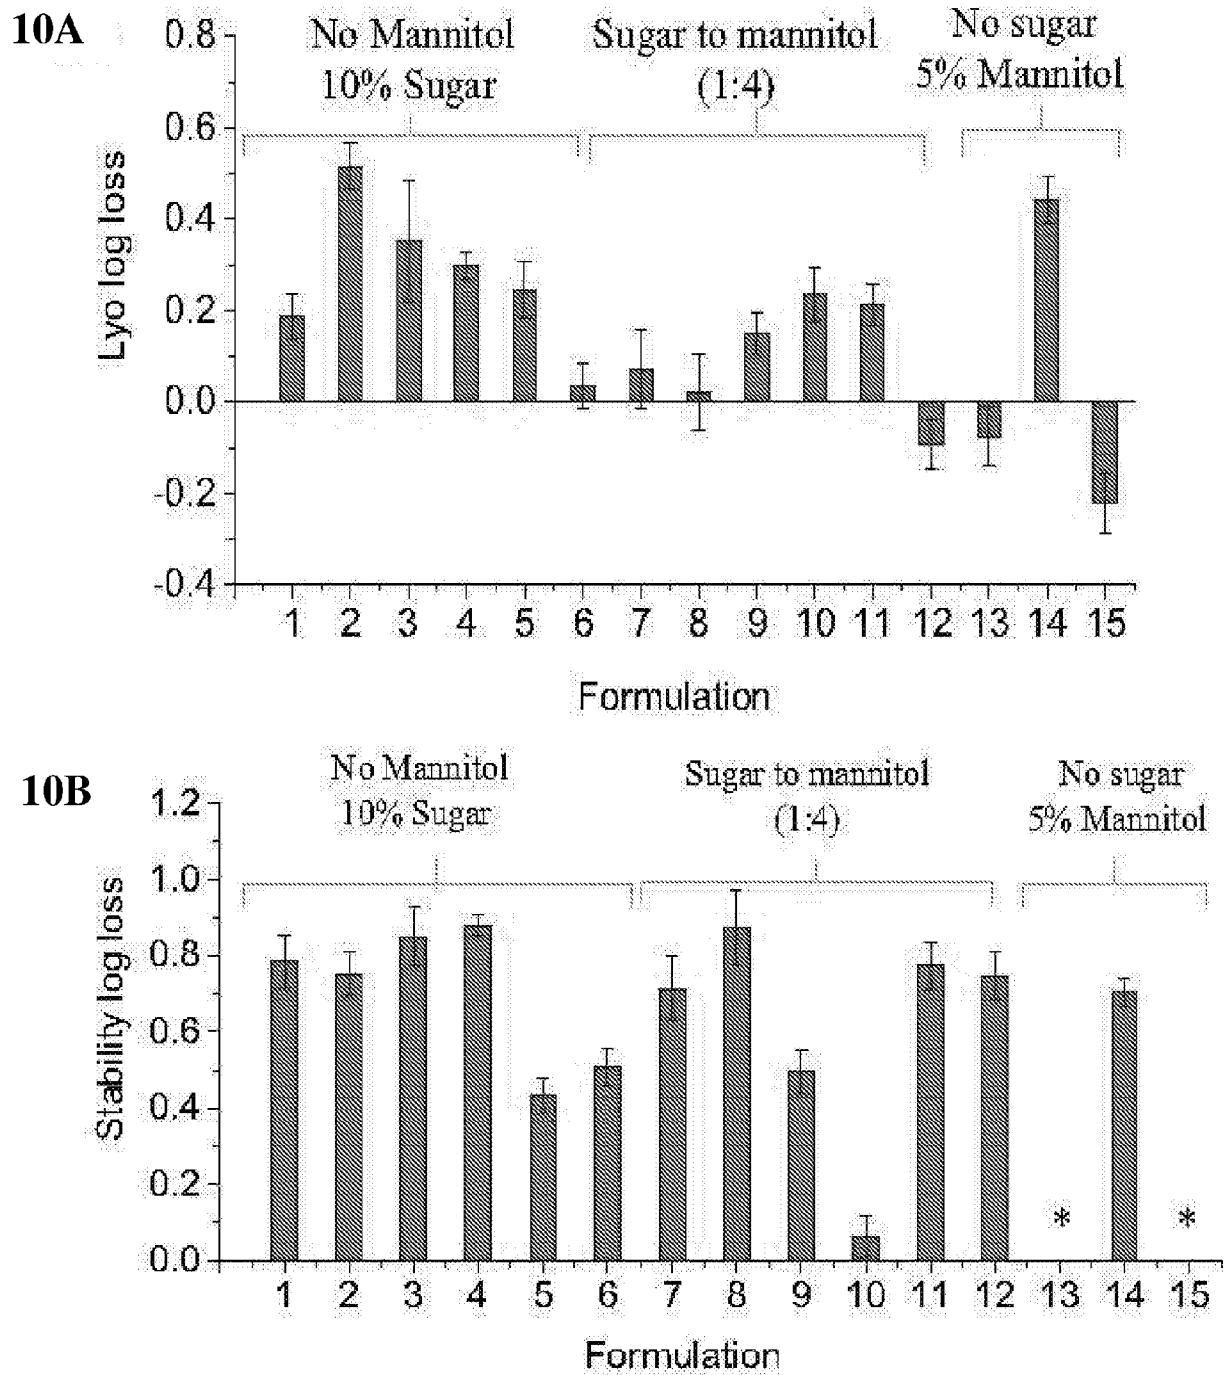 10A
No Mannitol
10% Sugar
Sugar to mannitol
(1:4)
No sugar
5% Mannitol
Lyo log loss
0.8
0.6
0.4
0.2
0.0
-0.2
-0.4
1 2 3 4 5 6 7 8 9 10 11 12 13 14 15
Formulation
10B
No Mannitol
10% Sugar
Sugar to mannitol
(1:4)
No sugar
5% Mannitol
Stability log loss
1.2
1.0
0.8
0.6
0.4
0.2
0.0
* *
1 2 3 4 5 6 7 8 9 10 11 12 13 14 15
Formulation